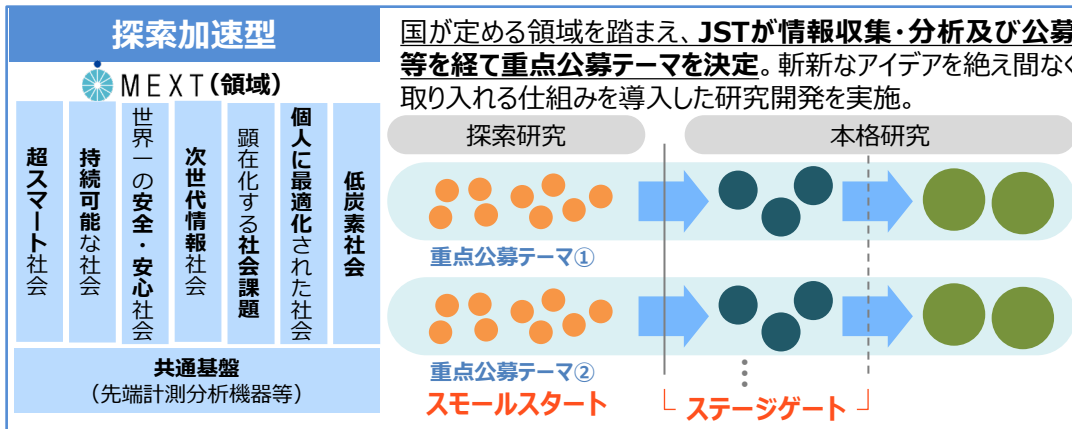 探索加速型
MEXT(領域)
超スマート社会
持続可能な社会
世界一の安全・安心社会
次世代情報社会
顕在化する社会課題
個人に最適化された社会
低炭素社会
共通基盤
（先端計測分析機器等）
国が定める領域を踏まえ、JSTが情報収集・分析及び公募
等を経て重点公募テーマを決定。斬新なアイデアを絶え間なく
取り入れる仕組みを導入した研究開発を実施。
探索研究
本格研究
重点公募テーマ①
重点公募テーマ②
スモールスタート
ステージゲート